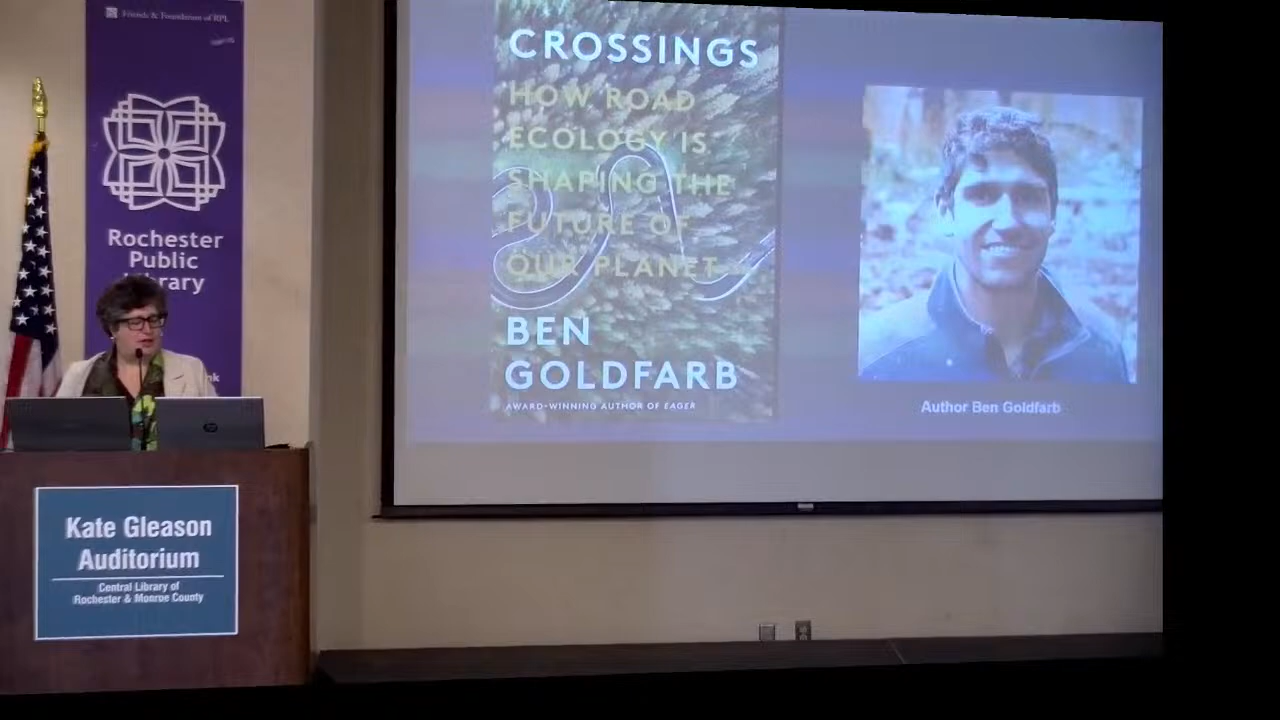 Friends & Foundation of RPL
Rochester
Public
Library
CROSSINGS
HOW ROAD
ECOLOGY IS
SHAPING THE
FUTURE OF
OUR PLANET
BEN
GOLDFARB
AWARD-WINNING AUTHOR OF EAGER
Author Ben Goldfarb
hp
Kate Gleason
Auditorium
Central Library of
Rochester & Monroe County